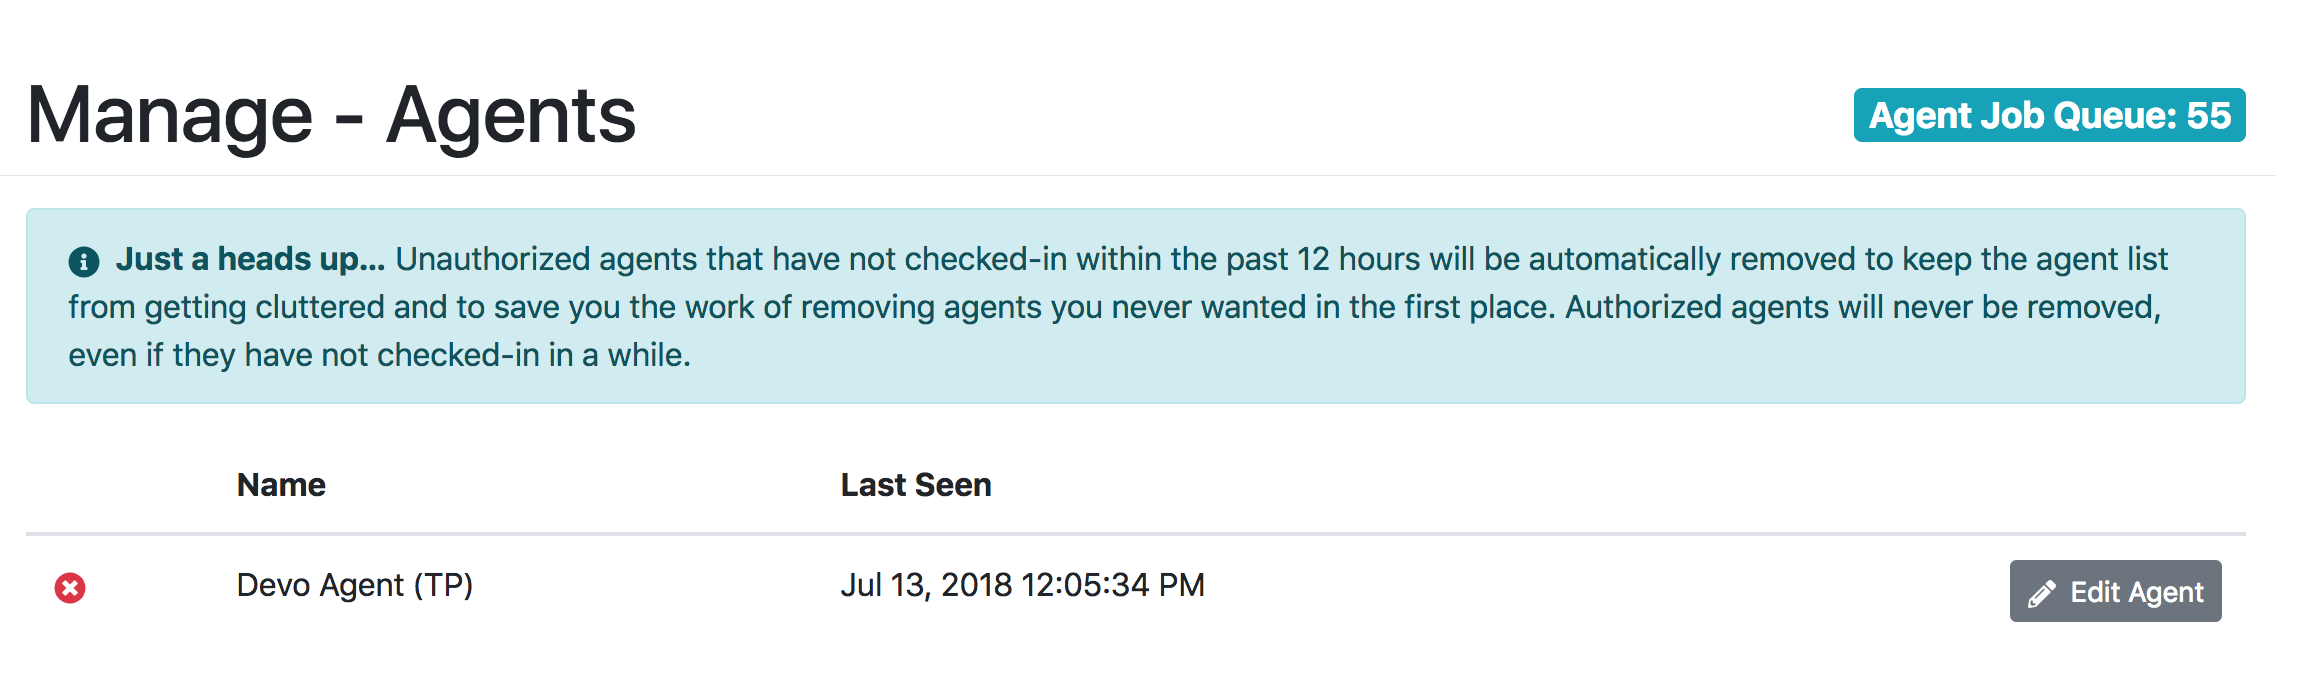 Manage - Agents
Agent Job Queue: 55
Just a heads up... Unauthorized agents that have not checked-in within the past 12 hours will be automatically removed to keep the agent list
from getting cluttered and to save you the work of removing agents you never wanted in the first place. Authorized agents will never be removed,
even if they have not checked-in in a while.
Name Last Seen
Devo Agent (TP) Jul 13, 2018 12:05:34 PM Edit Agent